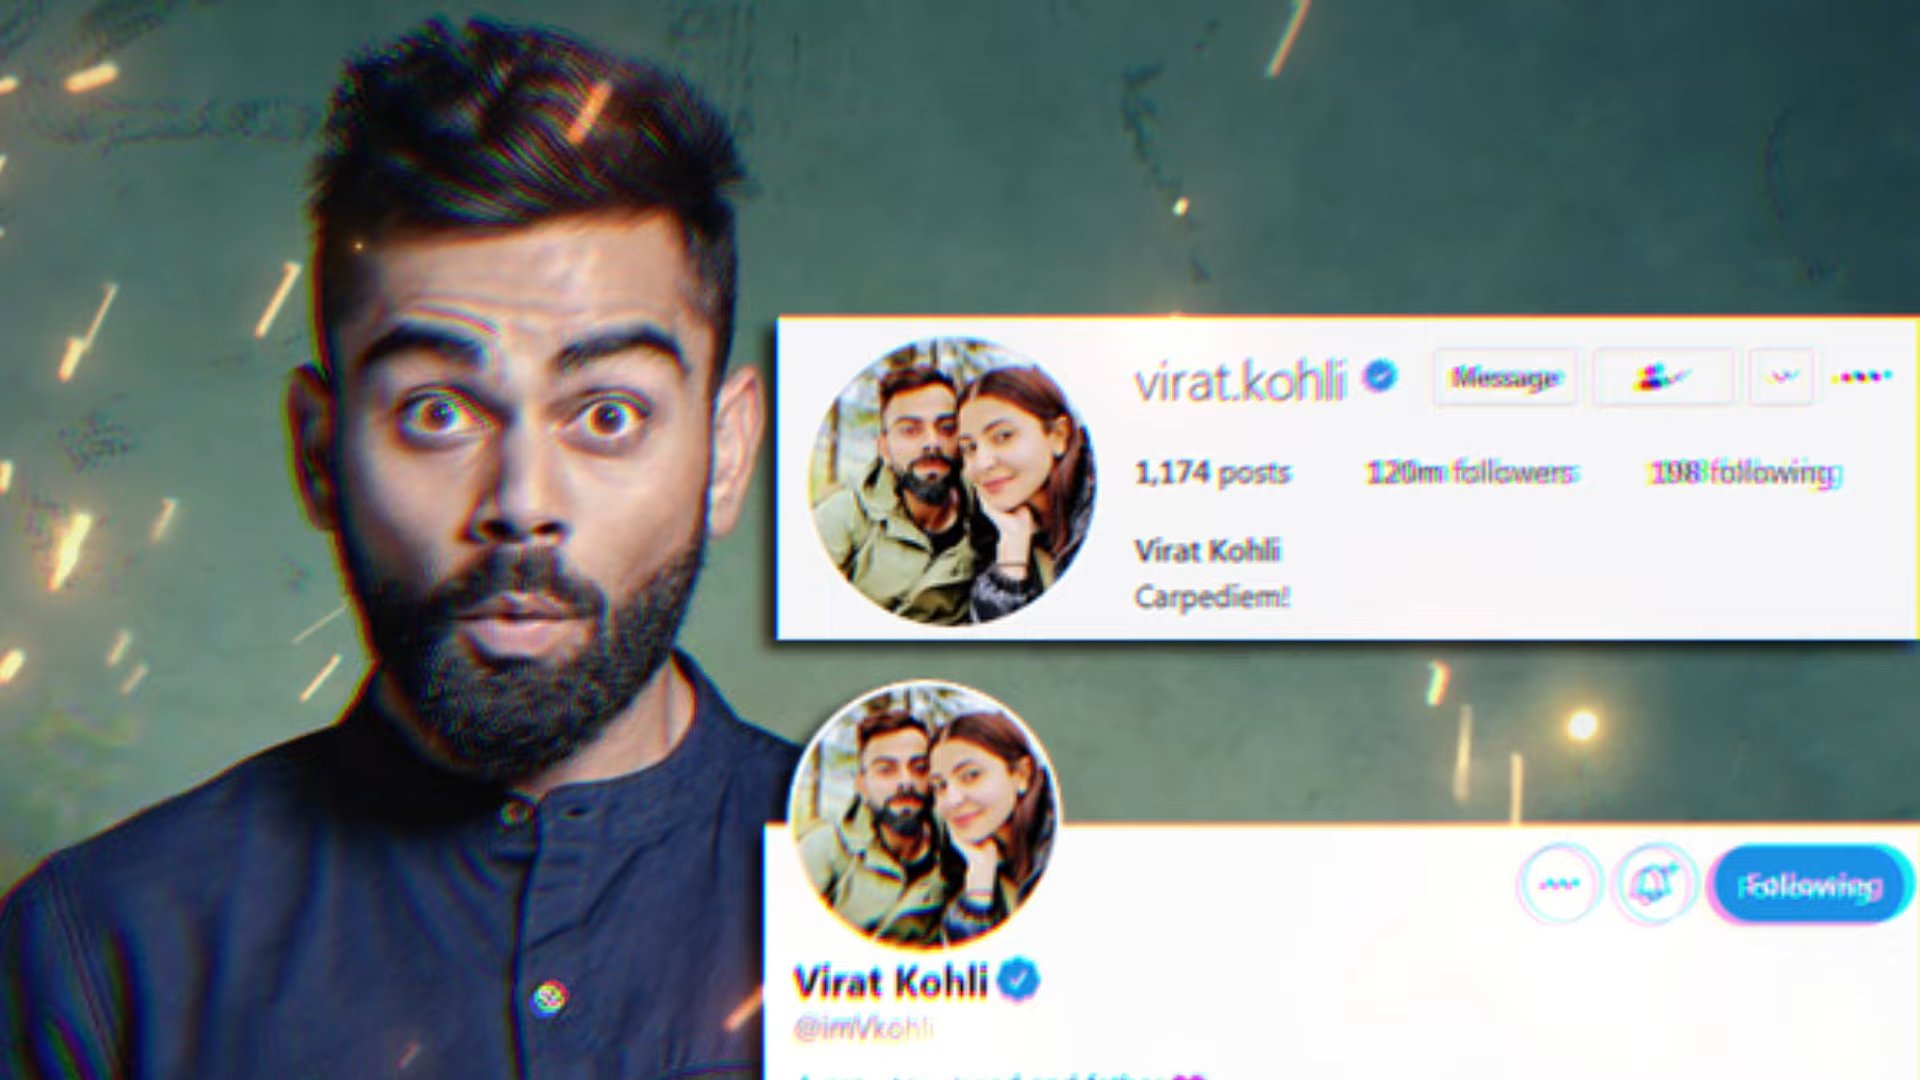 virat.kohli Message
1,174 posts 120m followers 198 following
Virat Kohli
Carpediem!
Following
Virat Kohli
@imVkohli